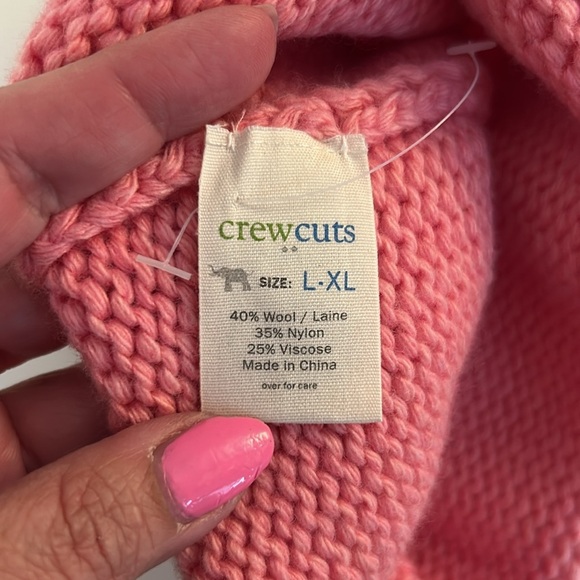 crewcuts
SIZE: L-XL
40% Wool / Laine
35% Nylon
25% Viscose
Made in China
over for care